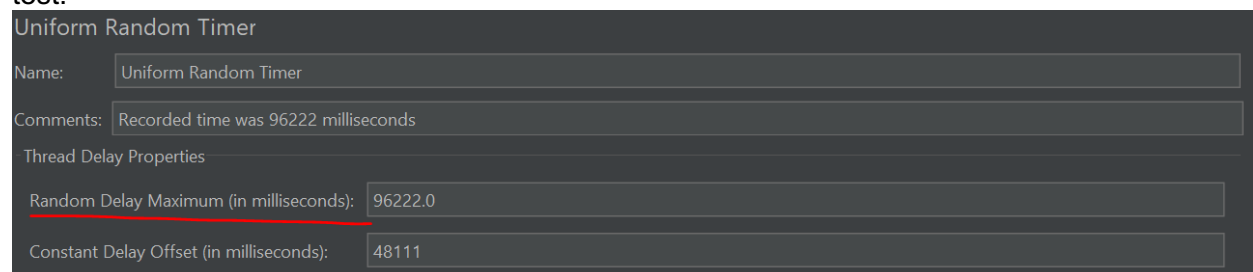 Uniform Random Timer
Name: Uniform Random Timer
Comments: Recorded time was 96222 milliseconds
Thread Delay Properties
Random Delay Maximum (in milliseconds): 96222.0
Constant Delay Offset (in milliseconds): 48111